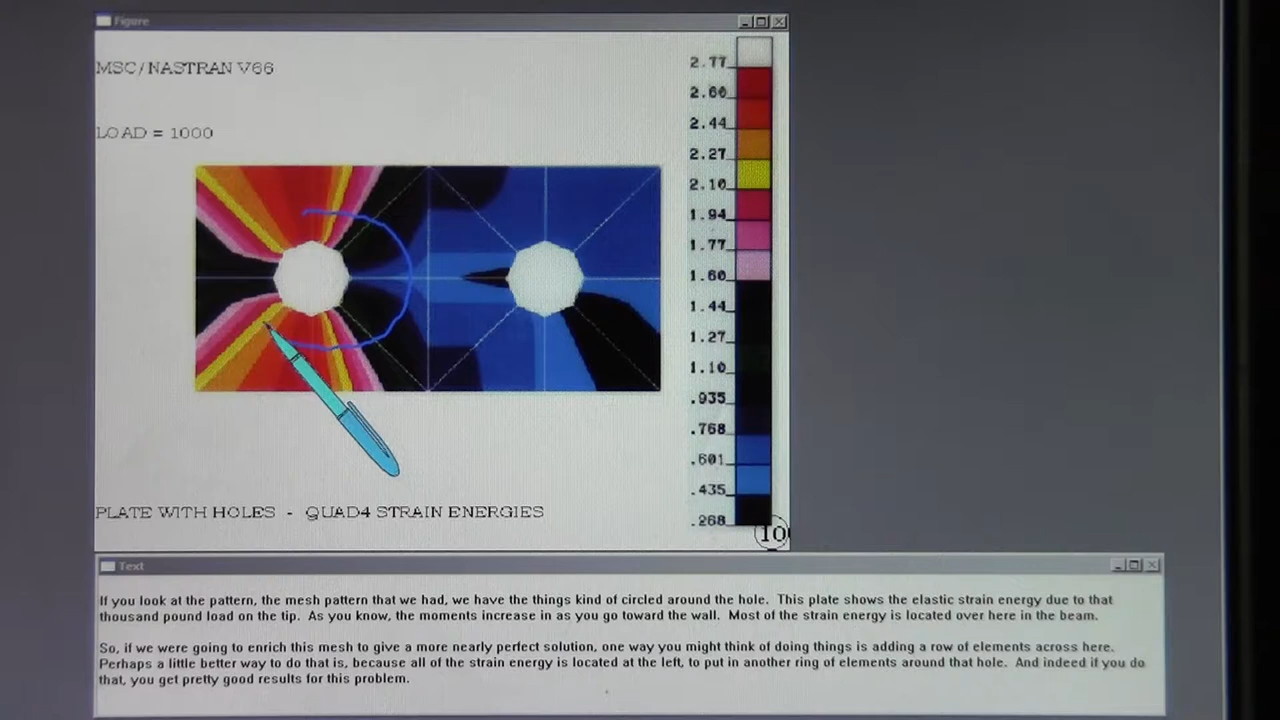 Figure
MSC/NASTRAN V66
LOAD = 1000
2.77
2.60
2.44
2.27
2.10
1.94
1.77
1.60
1.44
1.27
1.10
.935
.768
.601
.435
.268
PLATE WITH HOLES - QUAD4 STRAIN ENERGIES
10
Text
If you look at the pattern, the mesh pattern that we had, we have the things kind of circled around the hole. This plate shows the elastic strain energy due to that
thousand pound load on the tip. As you know, the moments increase in as you go toward the wall. Most of the strain energy is located over here in the beam.
So, if we were going to enrich this mesh to give a more nearly perfect solution, one way you might think of doing things is adding a row of elements across here.
Perhaps a little better way to do that is, because all of the strain energy is located at the left, to put in another ring of elements around that hole. And indeed if you do
that, you get pretty good results for this problem.